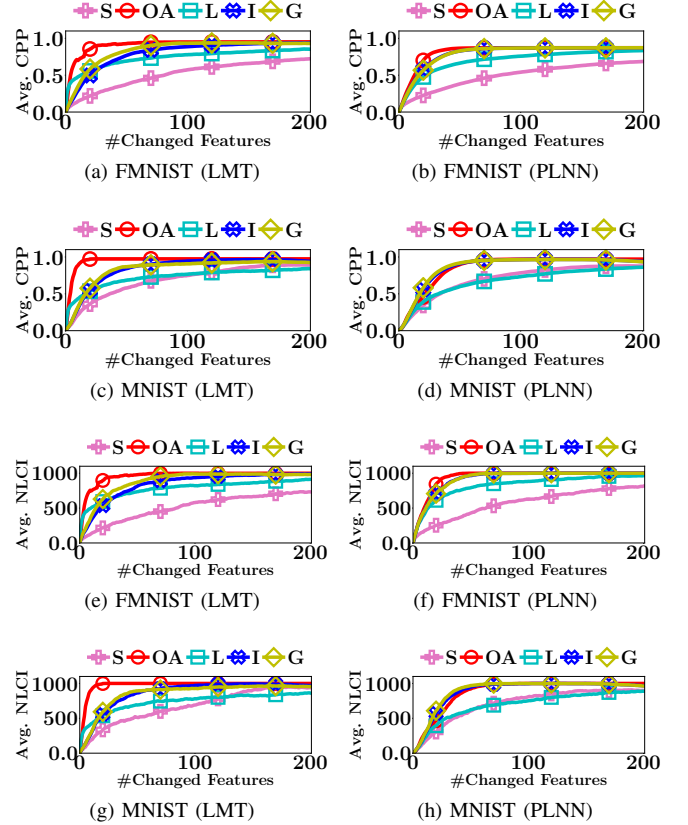 S OA L I G
S OA L I G
Avg. CPP
1.0
0.5
0.0
0 100 200
#Changed Features
Avg. CPP
1.0
0.5
0.0
0 100 200
#Changed Features
(a) FMNIST (LMT)
(b) FMNIST (PLNN)
S OA L I G
S OA L I G
Avg. CPP
1.0
0.5
0.0
0 100 200
#Changed Features
Avg. CPP
1.0
0.5
0.0
0 100 200
#Changed Features
(c) MNIST (LMT)
(d) MNIST (PLNN)
S OA L I G
S OA L I G
Avg. NLCI
1000
500
0
0 100 200
#Changed Features
Avg. NLCI
1000
500
0
0 100 200
#Changed Features
(e) FMNIST (LMT)
(f) FMNIST (PLNN)
S OA L I G
S OA L I G
Avg. NLCI
1000
500
0
0 100 200
#Changed Features
Avg. NLCI
1000
500
0
0 100 200
#Changed Features
(g) MNIST (LMT)
(h) MNIST (PLNN)